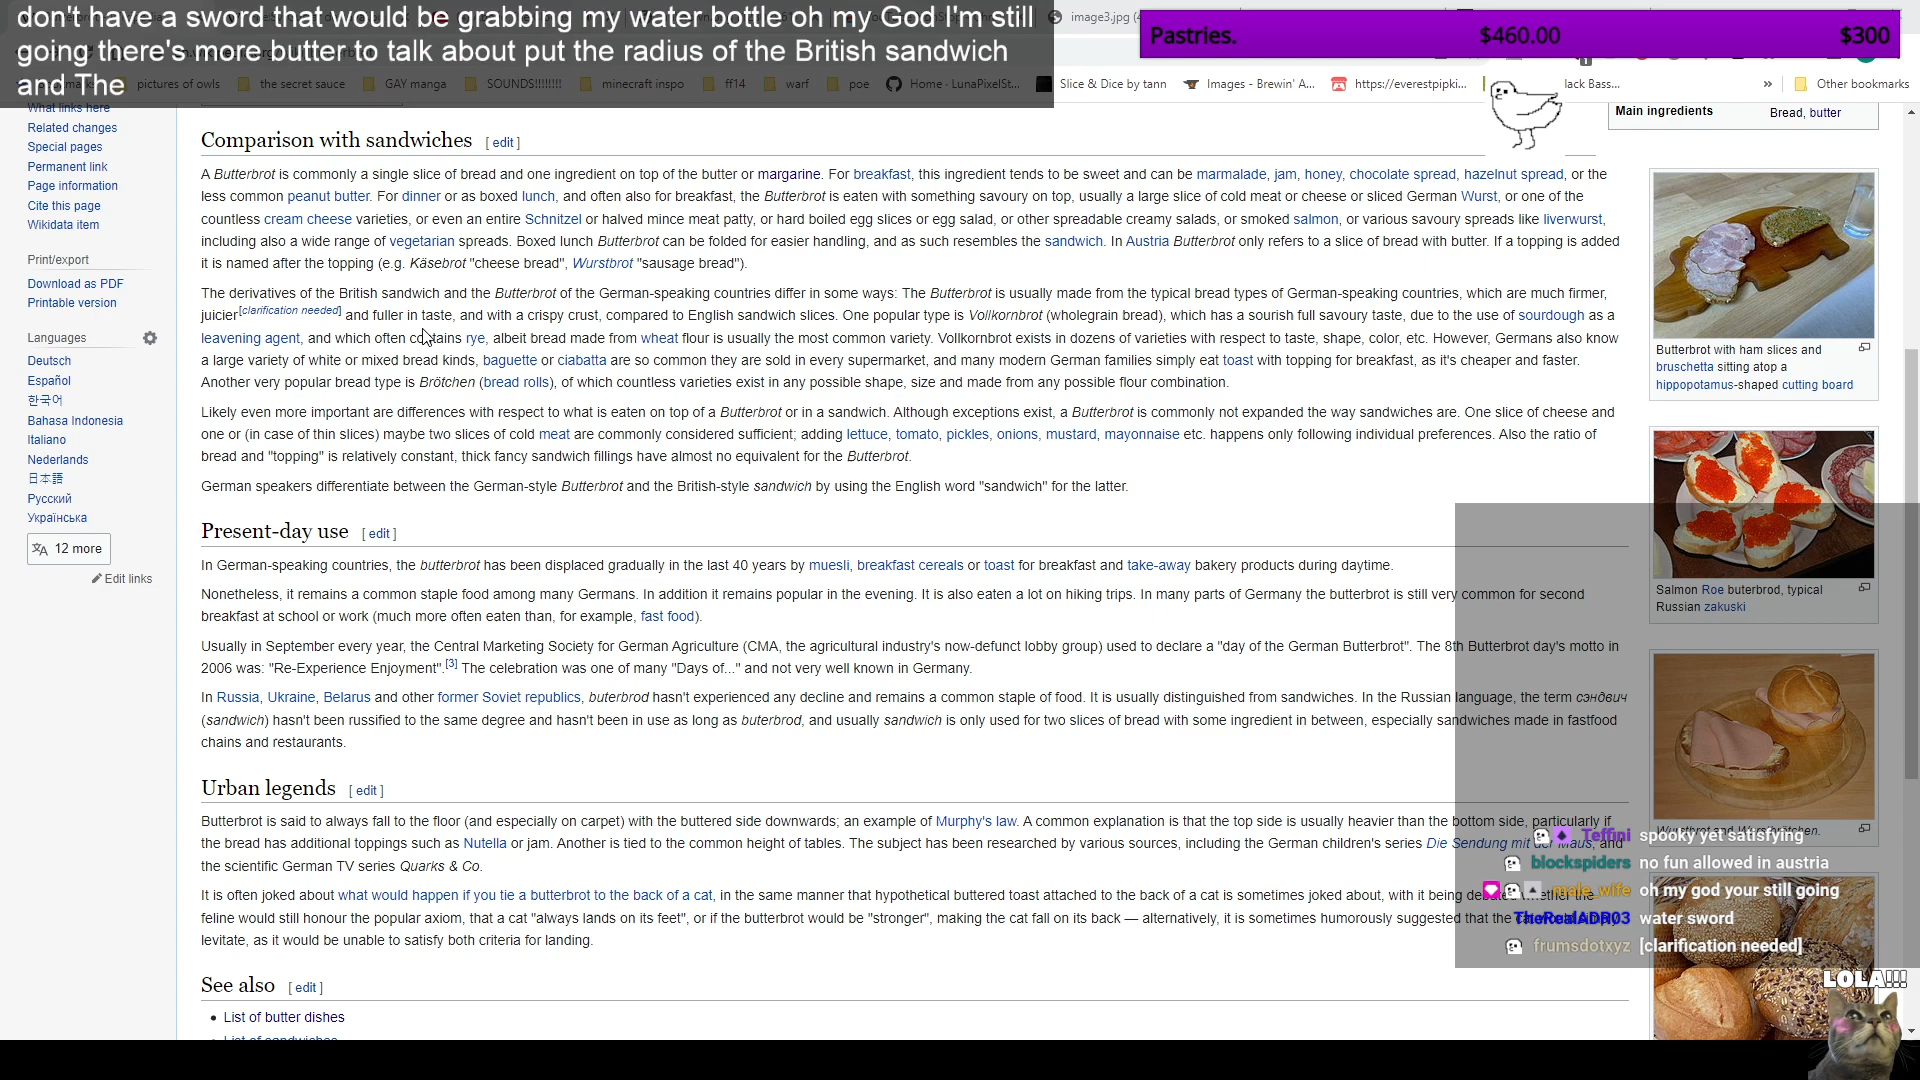 don't have a sword that would be grabbing my water bottle oh my God I'm still
going there's more butter to talk about put the radius of the British sandwich
and The
image3.jpg (4
Pastries. $460.00 $300
pictures of owls
the secret sauce
GAY manga
SOUNDS!!!!!!!!
minecraft inspo
ff14
warf
poe
Home · LunaPixelSt...
Slice & Dice by tann
Images - Brewin' A...
https://everestpipki...
lack Bass...
»
Other bookmarks
What links here
Related changes
Special pages
Permanent link
Page information
Cite this page
Wikidata item
Print/export
Download as PDF
Printable version
Languages
Deutsch
Español
한국어
Bahasa Indonesia
Italiano
Nederlands
日本語
Русский
Українська
12 more
Edit links
Comparison with sandwiches [ edit ]
A Butterbrot is commonly a single slice of bread and one ingredient on top of the butter or margarine. For breakfast, this ingredient tends to be sweet and can be marmalade, jam, honey, chocolate spread, hazelnut spread, or the
less common peanut butter. For dinner or as boxed lunch, and often also for breakfast, the Butterbrot is eaten with something savoury on top, usually a large slice of cold meat or cheese or sliced German Wurst, or one of the
countless cream cheese varieties, or even an entire Schnitzel or halved mince meat patty, or hard boiled egg slices or egg salad, or other spreadable creamy salads, or smoked salmon, or various savoury spreads like liverwurst,
including also a wide range of vegetarian spreads. Boxed lunch Butterbrot can be folded for easier handling, and as such resembles the sandwich. In Austria Butterbrot only refers to a slice of bread with butter. If a topping is added
it is named after the topping (e.g. Käsebrot "cheese bread", Wurstbrot "sausage bread").
The derivatives of the British sandwich and the Butterbrot of the German-speaking countries differ in some ways: The Butterbrot is usually made from the typical bread types of German-speaking countries, which are much firmer,
juicier[clarification needed] and fuller in taste, and with a crispy crust, compared to English sandwich slices. One popular type is Vollkornbrot (wholegrain bread), which has a sourish full savoury taste, due to the use of sourdough as a
leavening agent, and which often contains rye, albeit bread made from wheat flour is usually the most common variety. Vollkornbrot exists in dozens of varieties with respect to taste, shape, color, etc. However, Germans also know
a large variety of white or mixed bread kinds, baguette or ciabatta are so common they are sold in every supermarket, and many modern German families simply eat toast with topping for breakfast, as it's cheaper and faster.
Another very popular bread type is Brötchen (bread rolls), of which countless varieties exist in any possible shape, size and made from any possible flour combination.
Likely even more important are differences with respect to what is eaten on top of a Butterbrot or in a sandwich. Although exceptions exist, a Butterbrot is commonly not expanded the way sandwiches are. One slice of cheese and
one or (in case of thin slices) maybe two slices of cold meat are commonly considered sufficient; adding lettuce, tomato, pickles, onions, mustard, mayonnaise etc. happens only following individual preferences. Also the ratio of
bread and "topping" is relatively constant, thick fancy sandwich fillings have almost no equivalent for the Butterbrot.
German speakers differentiate between the German-style Butterbrot and the British-style sandwich by using the English word "sandwich" for the latter.
Present-day use [ edit ]
In German-speaking countries, the butterbrot has been displaced gradually in the last 40 years by muesli, breakfast cereals or toast for breakfast and take-away bakery products during daytime.
Nonetheless, it remains a common staple food among many Germans. In addition it remains popular in the evening. It is also eaten a lot on hiking trips. In many parts of Germany the butterbrot is still very common for second
breakfast at school or work (much more often eaten than, for example, fast food).
Usually in September every year, the Central Marketing Society for German Agriculture (CMA, the agricultural industry's now-defunct lobby group) used to declare a "day of the German Butterbrot". The 8th Butterbrot day's motto in
2006 was: "Re-Experience Enjoyment".[3] The celebration was one of many "Days of..." and not very well known in Germany.
In Russia, Ukraine, Belarus and other former Soviet republics, buterbrod hasn't experienced any decline and remains a common staple of food. It is usually distinguished from sandwiches. In the Russian language, the term сэндвич
(sandwich) hasn't been russified to the same degree and hasn't been in use as long as buterbrod, and usually sandwich is only used for two slices of bread with some ingredient in between, especially sandwiches made in fastfood
chains and restaurants.
Urban legends [ edit ]
Butterbrot is said to always fall to the floor (and especially on carpet) with the buttered side downwards; an example of Murphy's law. A common explanation is that the top side is usually heavier than the bottom side, particularly if
the bread has additional toppings such as Nutella or jam. Another is tied to the common height of tables. The subject has been researched by various sources, including the German children's series Die Sendung mit der Maus, and
the scientific German TV series Quarks & Co.
It is often joked about what would happen if you tie a butterbrot to the back of a cat, in the same manner that hypothetical buttered toast attached to the back of a cat is sometimes joked about, with it being debated whether the
feline would still honour the popular axiom, that a cat "always lands on its feet", or if the butterbrot would be "stronger", making the cat fall on its back — alternatively, it is sometimes humorously suggested that the
levitate, as it would be unable to satisfy both criteria for landing.
See also [ edit ]
List of butter dishes
List of sandwiches
Main ingredients Bread, butter
Butterbrot with ham slices and
bruschetta sitting atop a
hippopotamus-shaped cutting board
Salmon Roe buterbrod, typical
Russian zakuski
Wurstbrot and Wurstbrötchen.
Teffini spooky yet satisfying
blockspiders no fun allowed in austria
male_wife oh my god your still going
TheRealADR03 water sword
frumsdotxyz [clarification needed]
LOLA!!!